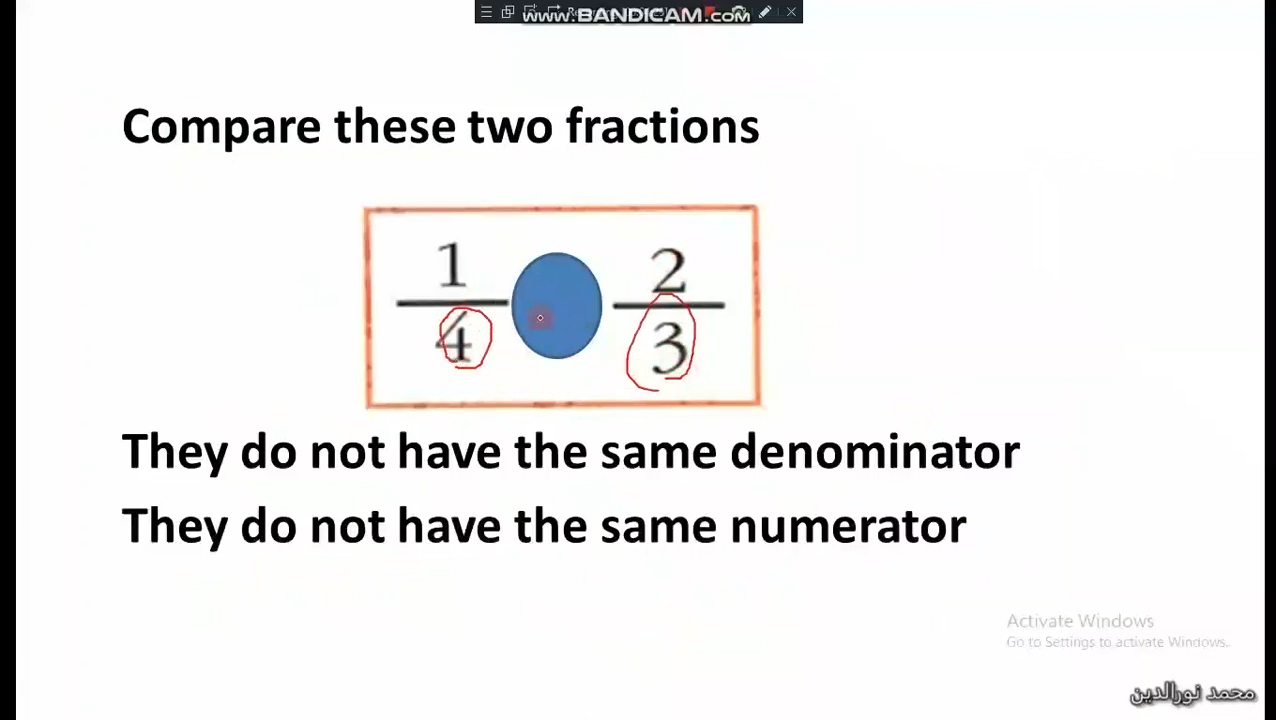 www.BANDICAM.com
Compare these two fractions
1 2
4 3
They do not have the same denominator
They do not have the same numerator
Activate Windows
Go to Settings to activate Windows.
محمد نورالدين